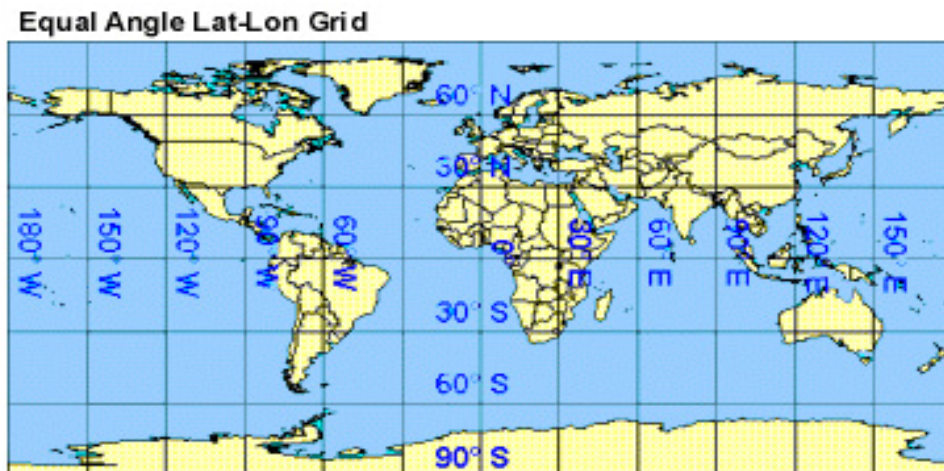 Equal Angle Lat-Lon Grid
60° N
30° N
180° W
150° W
120° W
90° W
60° W
0°
30° E
60° E
90° E
120° E
150° E
30° S
60° S
90° S